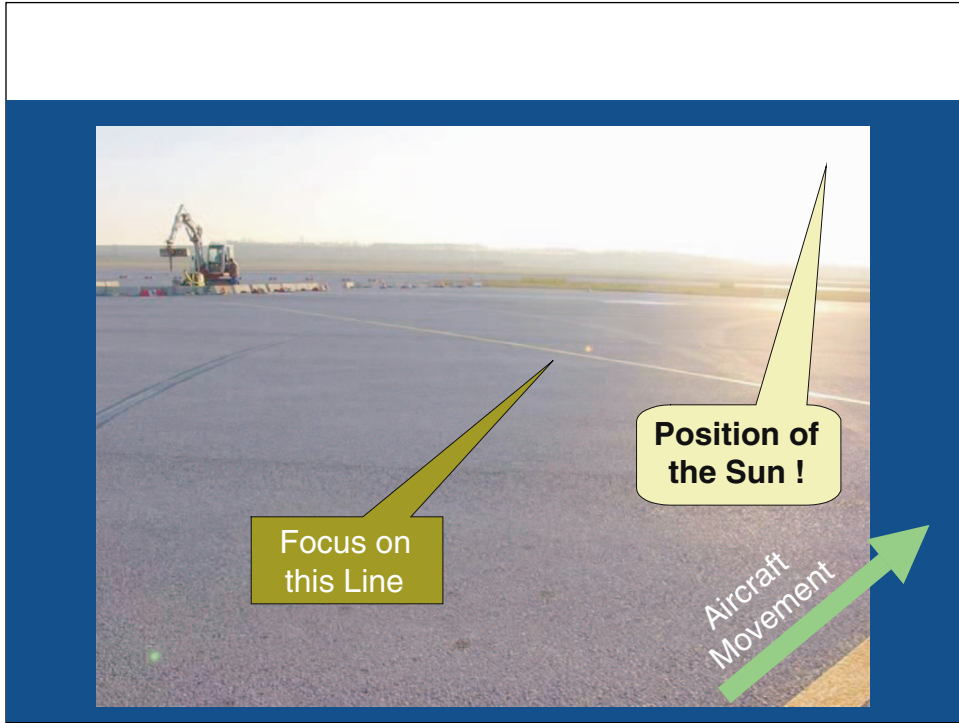 Position of
the Sun !
Focus on
this Line
Aircraft
Movement